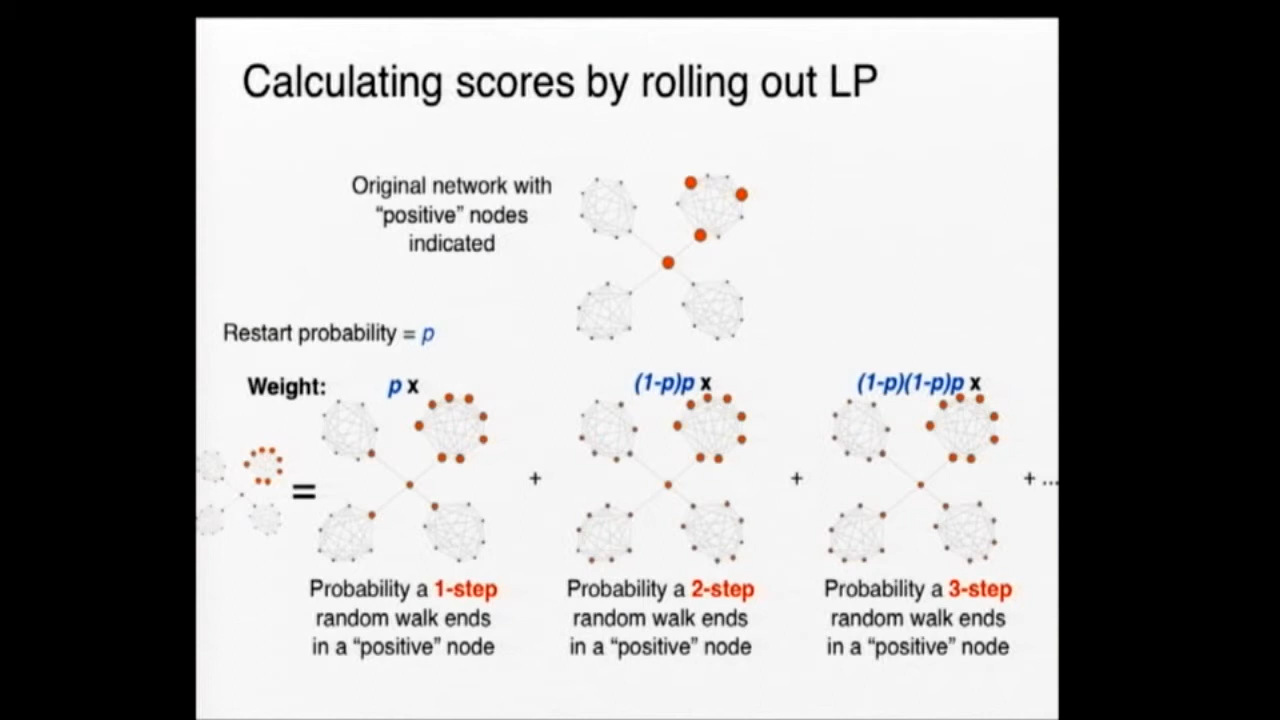 Calculating scores by rolling out LP
Original network with
“positive” nodes
indicated
Restart probability = p
Weight: p x (1-p)p x (1-p)(1-p)p x
= + + + ...
Probability a 1-step
random walk ends
in a “positive” node
Probability a 2-step
random walk ends
in a “positive” node
Probability a 3-step
random walk ends
in a “positive” node